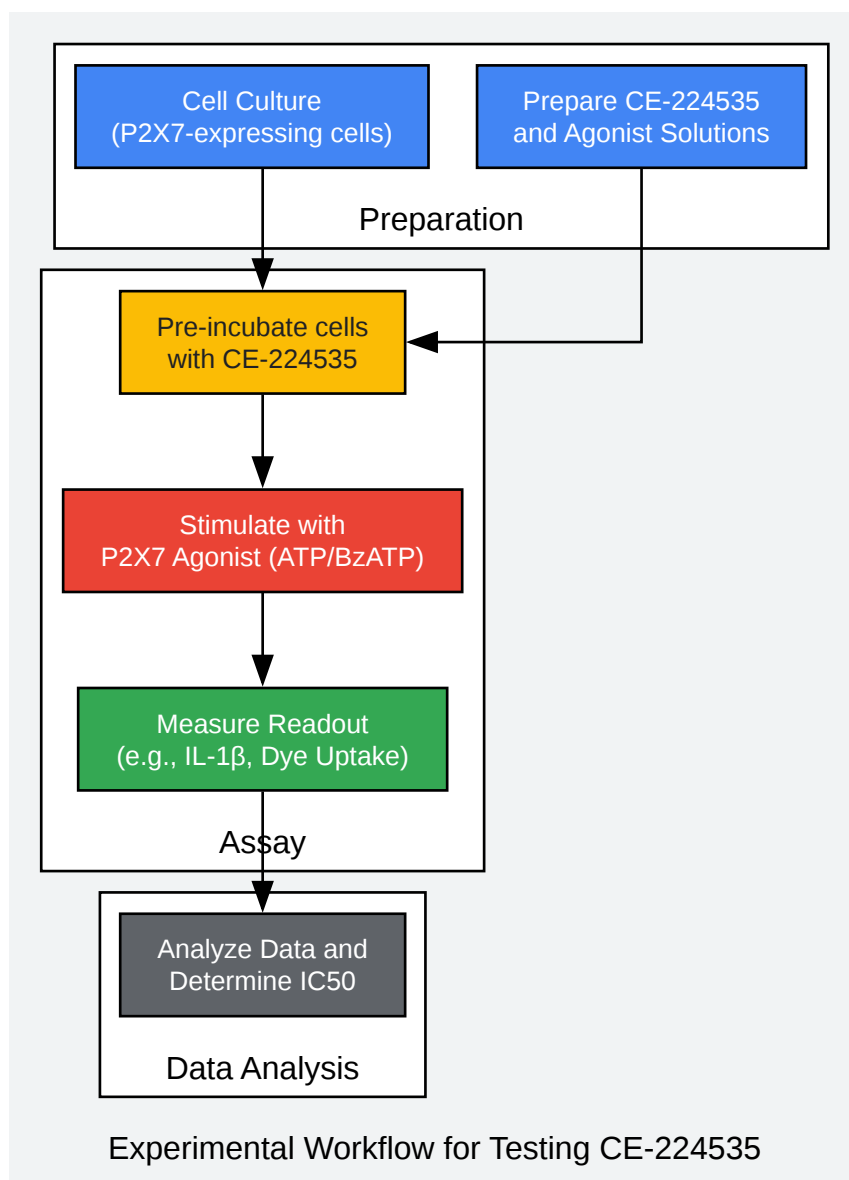 Cell Culture
(P2X7-expressing cells)
Prepare CE-224535
and Agonist Solutions
Preparation
Pre-incubate cells
with CE-224535
Stimulate with
P2X7 Agonist (ATP/BzATP)
Measure Readout
(e.g., IL-1β, Dye Uptake)
Assay
Analyze Data and
Determine IC50
Data Analysis
Experimental Workflow for Testing CE-224535